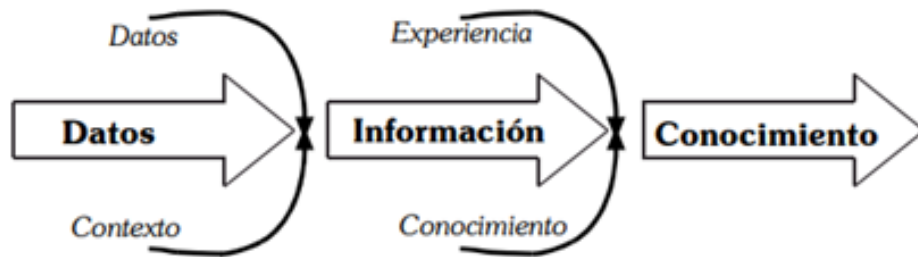 Datos
Experiencia
Datos
Información
Conocimiento
Contexto
Conocimiento